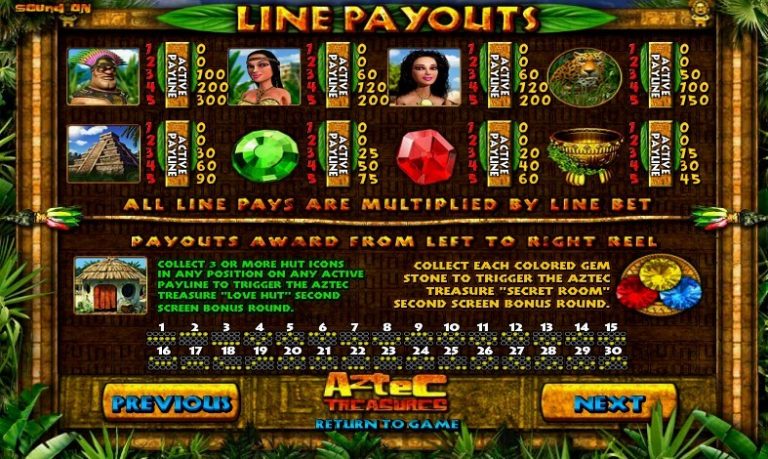 SOUND ON
LINE PAYOUTS
1 0 1 0 1 0 1 0
2 0 2 0 2 0 2 0
3 ACTIVE PAYLINE 100 3 ACTIVE PAYLINE 60 3 ACTIVE PAYLINE 60 3 ACTIVE PAYLINE 50
4 200 4 120 4 120 4 100
5 300 5 200 5 200 5 150
1 0 1 0 1 0 1 0
2 0 2 0 2 0 2 0
3 ACTIVE PAYLINE 30 3 ACTIVE PAYLINE 25 3 ACTIVE PAYLINE 20 3 ACTIVE PAYLINE 15
4 60 4 50 4 40 4 30
5 90 5 75 5 60 5 45
ALL LINE PAYS ARE MULTIPLIED BY LINE BET
PAYOUTS AWARD FROM LEFT TO RIGHT REEL
COLLECT 3 OR MORE HUT ICONS
IN ANY POSITION ON ANY ACTIVE
PAYLINE TO TRIGGER THE AZTEC
TREASURE "LOVE HUT" SECOND
SCREEN BONUS ROUND.
COLLECT EACH COLORED GEM
STONE TO TRIGGER THE AZTEC
TREASURE "SECRET ROOM"
SECOND SCREEN BONUS ROUND.
1 2 3 4 5 6 7 8 9 10 11 12 13 14 15
16 17 18 19 20 21 22 23 24 25 26 27 28 29 30
PREVIOUS
AZTEC
TREASURES
RETURN TO GAME
NEXT